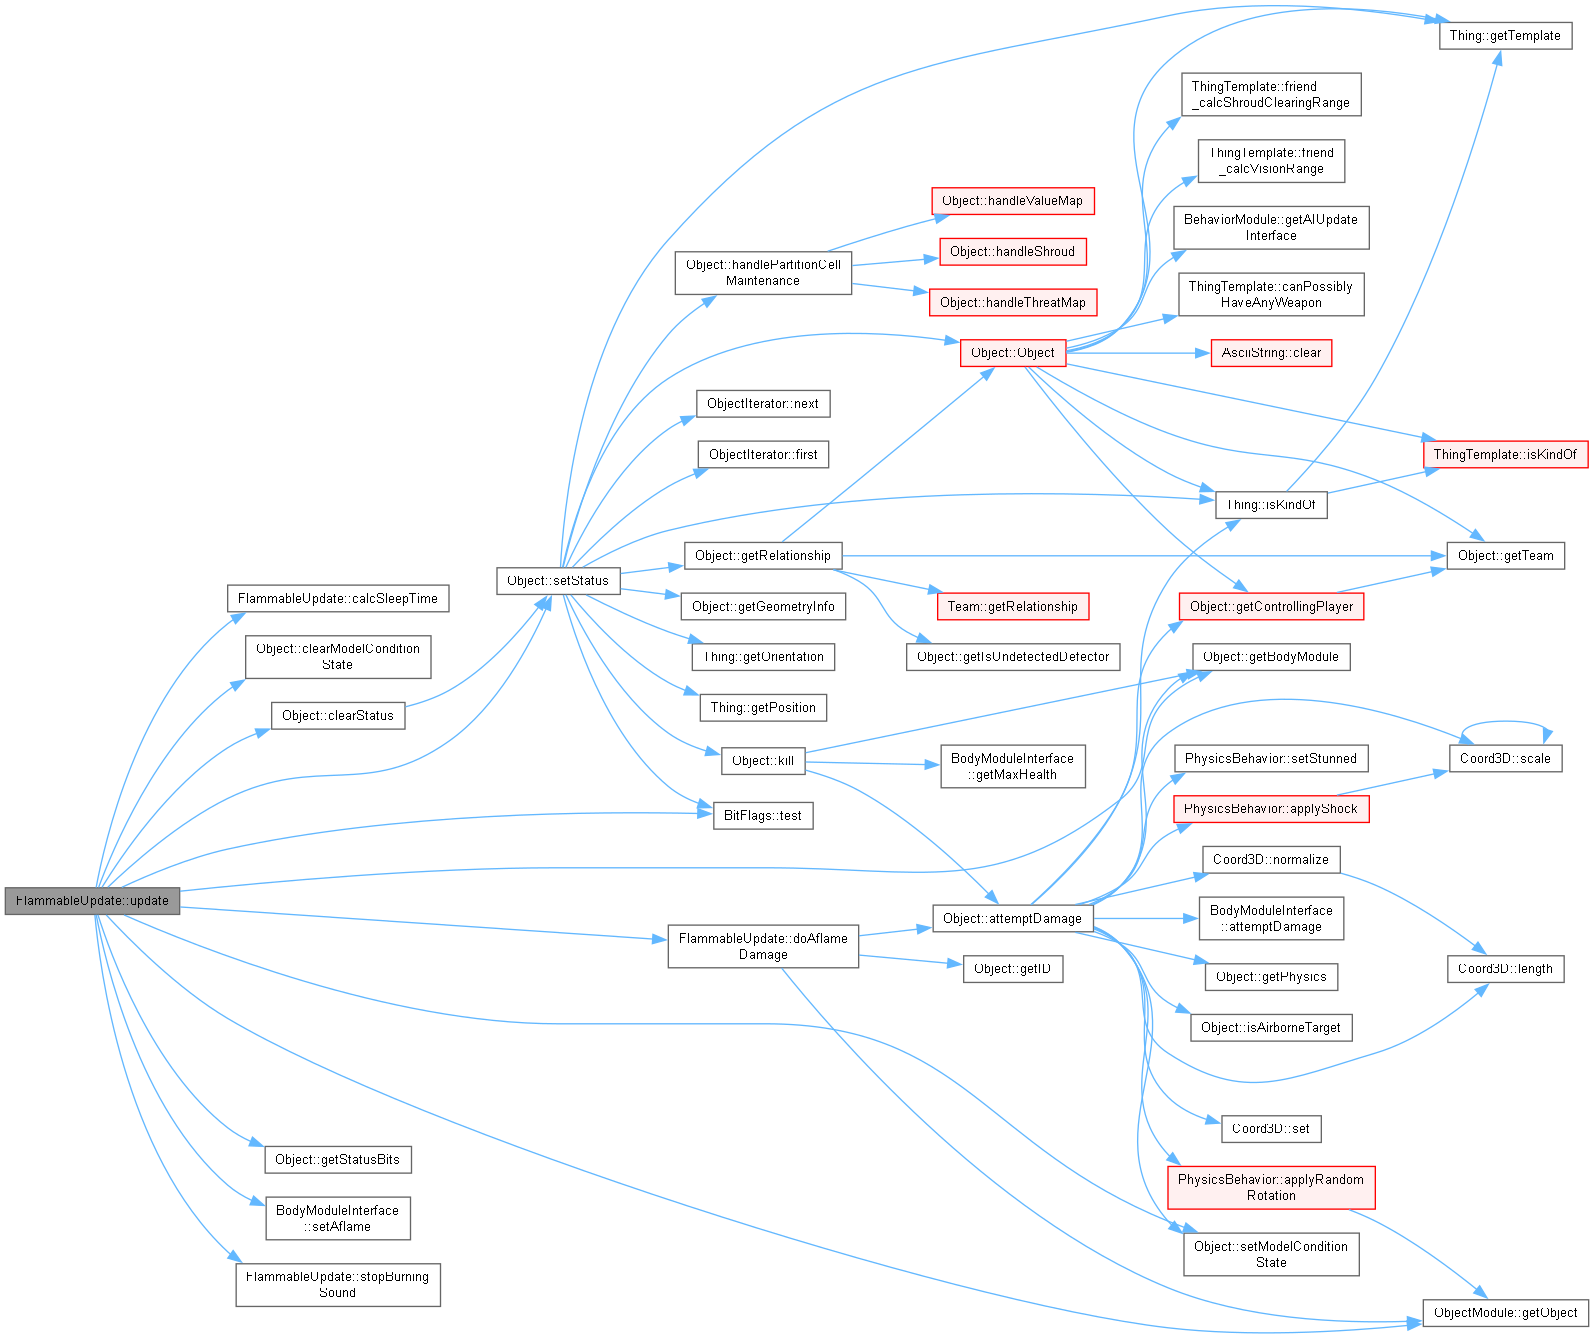 Thing::getTemplate
ThingTemplate::friend
_calcShroudClearingRange
ThingTemplate::friend
_calcVisionRange
Object::handleValueMap
BehaviorModule::getAIUpdate
Interface
Object::handleShroud
Object::handlePartitionCell
Maintenance
ThingTemplate::canPossibly
HaveAnyWeapon
Object::handleThreatMap
Object::Object
AsciiString::clear
ObjectIterator::next
ObjectIterator::first
ThingTemplate::isKindOf
Thing::isKindOf
Object::getRelationship
Object::getTeam
Object::setStatus
FlammableUpdate::calcSleepTime
Object::getGeometryInfo
Team::getRelationship
Object::getControllingPlayer
Object::clearModelCondition
State
Thing::getOrientation
Object::getIsUndetectedDetector
Object::getBodyModule
Object::clearStatus
Thing::getPosition
Object::kill
BodyModuleInterface
::getMaxHealth
PhysicsBehavior::setStunned
Coord3D::scale
BitFlags::test
PhysicsBehavior::applyShock
Coord3D::normalize
FlammableUpdate::update
Object::attemptDamage
BodyModuleInterface
::attemptDamage
FlammableUpdate::doAflame
Damage
Object::getID
Object::getPhysics
Coord3D::length
Object::isAirborneTarget
Coord3D::set
Object::getStatusBits
PhysicsBehavior::applyRandom
Rotation
BodyModuleInterface
::setAflame
Object::setModelCondition
State
FlammableUpdate::stopBurning
Sound
ObjectModule::getObject